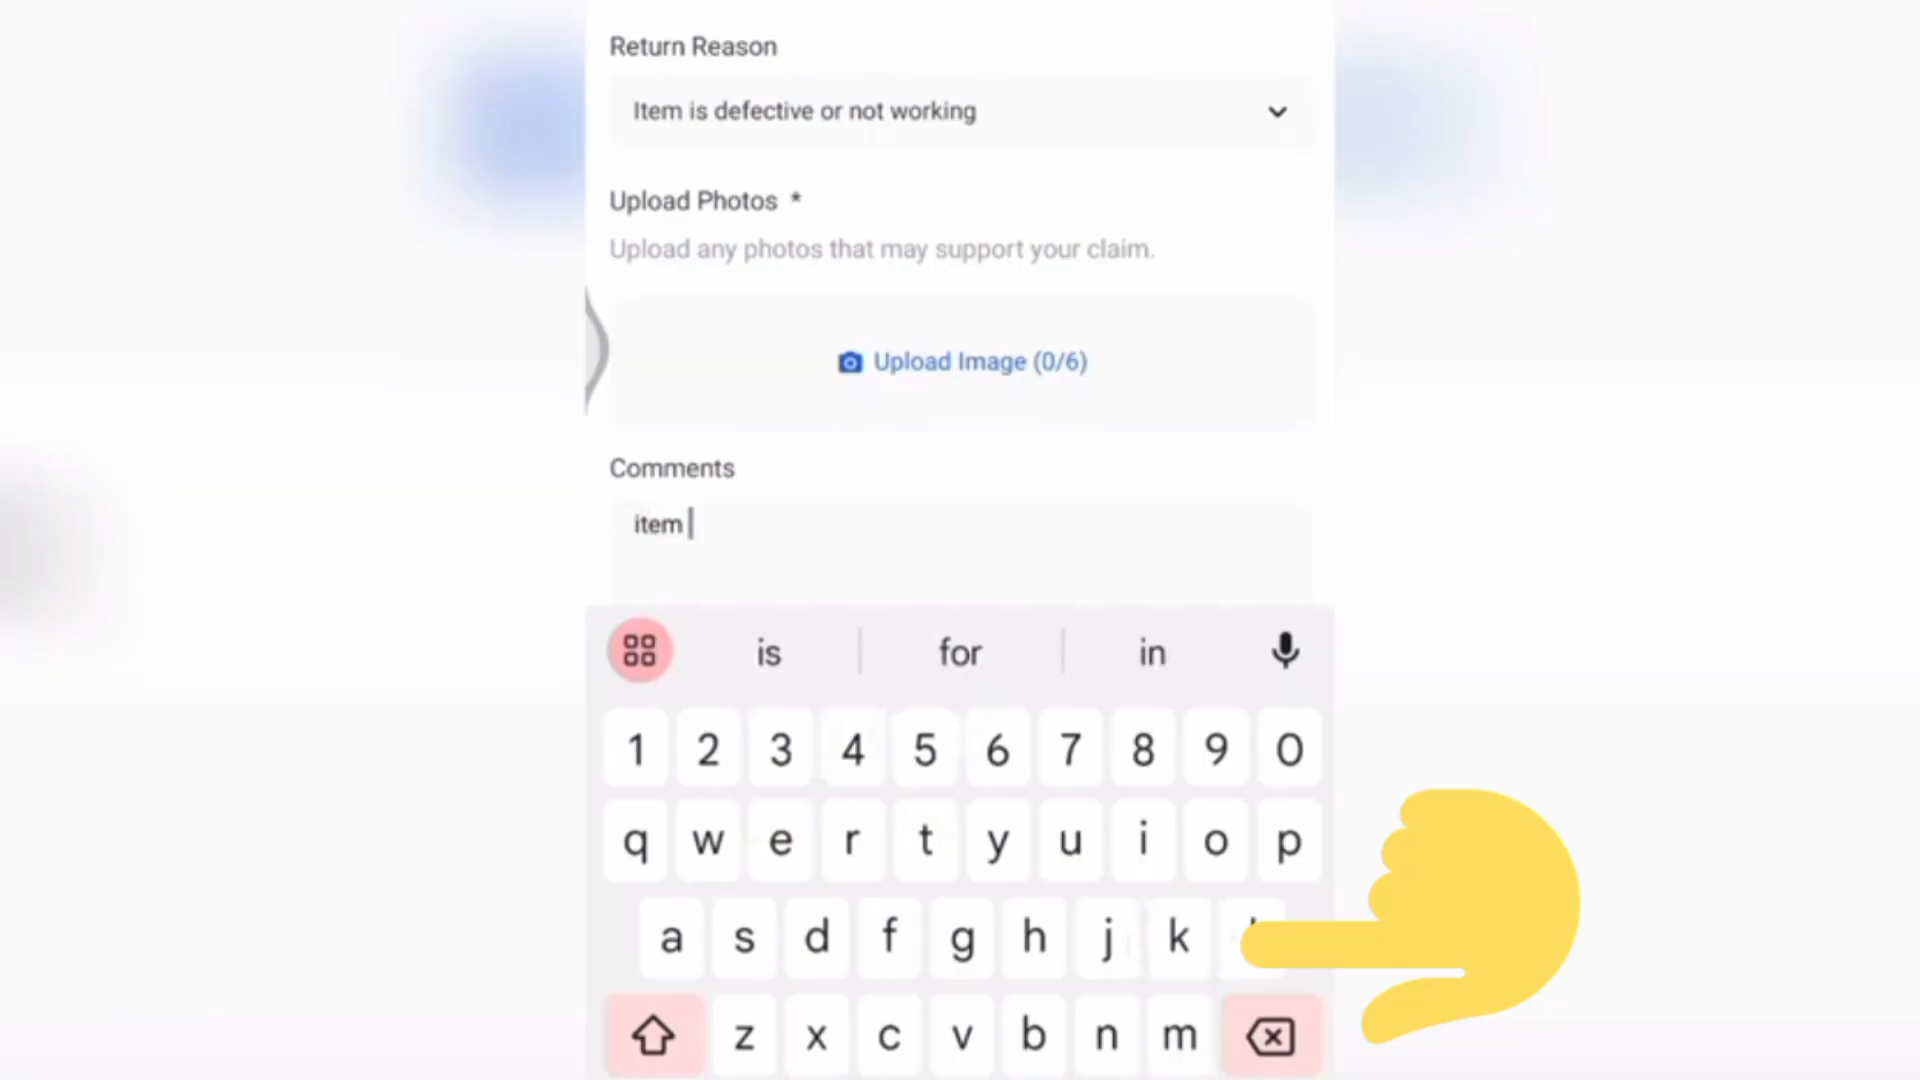 Return Reason
Item is defective or not working
Upload Photos *
Upload any photos that may support your claim.
Upload Image (0/6)
Comments
item
is for in
1 2 3 4 5 6 7 8 9 0
q w e r t y u i o p
a s d f g h j k
z x c v b n m